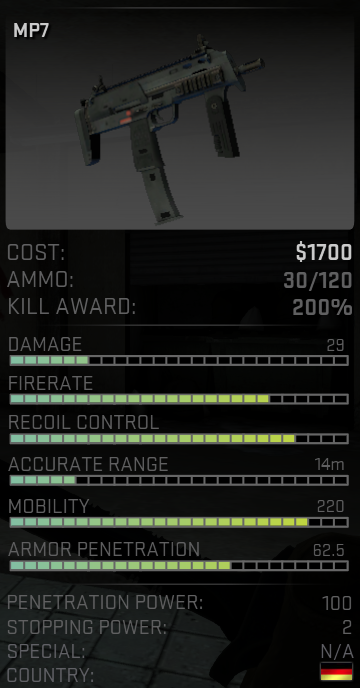 MP7
COST: $1700
AMMO: 30/120
KILL AWARD: 200%
DAMAGE 29
FIRERATE
RECOIL CONTROL
ACCURATE RANGE 14m
MOBILITY 220
ARMOR PENETRATION 62.5
PENETRATION POWER: 100
STOPPING POWER: 2
SPECIAL: N/A
COUNTRY: